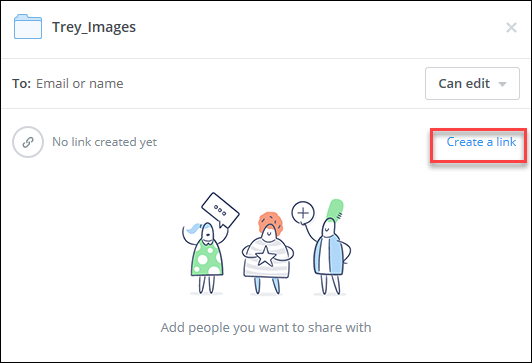 Trey_Images
To: Email or name
Can edit
No link created yet
Create a link
Add people you want to share with